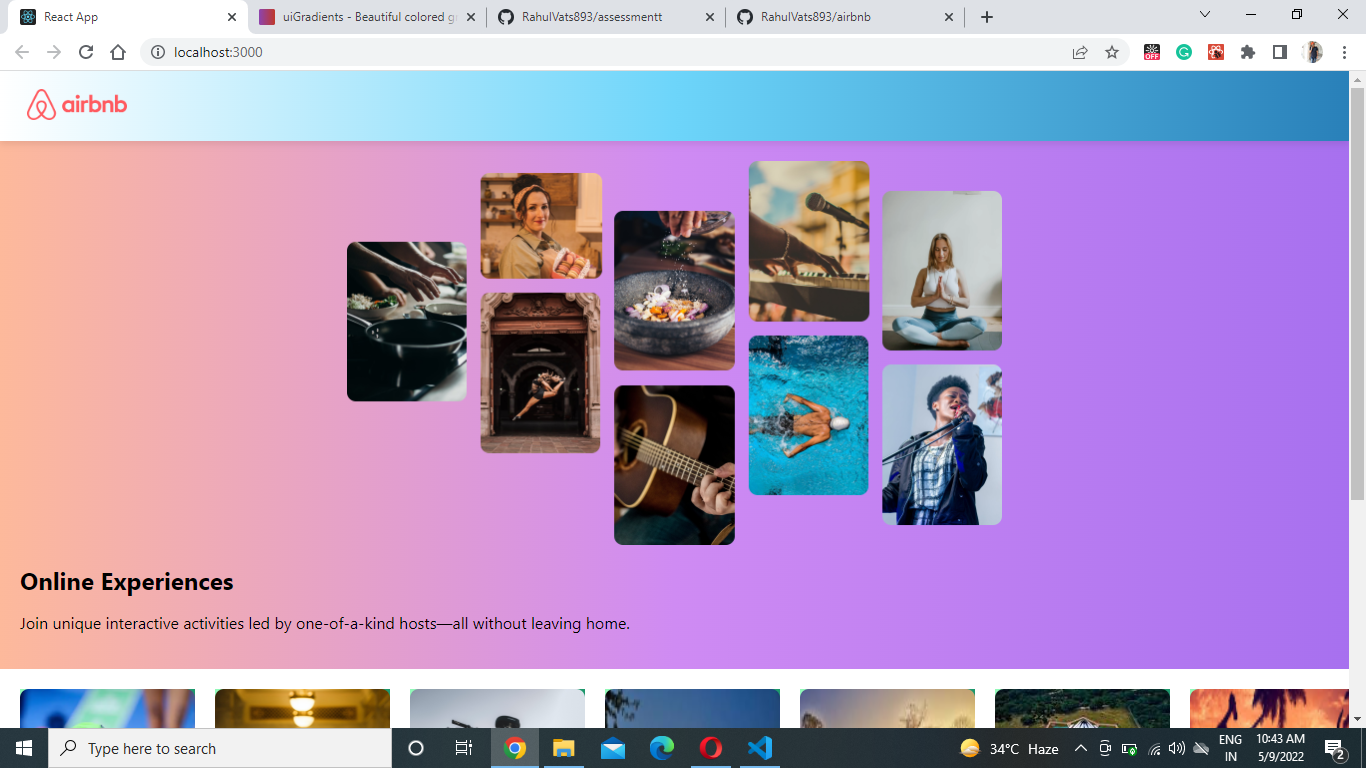 React App
uiGradients - Beautiful colored gr
RahulVats893/assessmentt
RahulVats893/airbnb
localhost:3000
OFF
airbnb
Online Experiences
Join unique interactive activities led by one-of-a-kind hosts—all without leaving home.
Type here to search
34°C Haze
ENG
IN
10:43 AM
5/9/2022
2